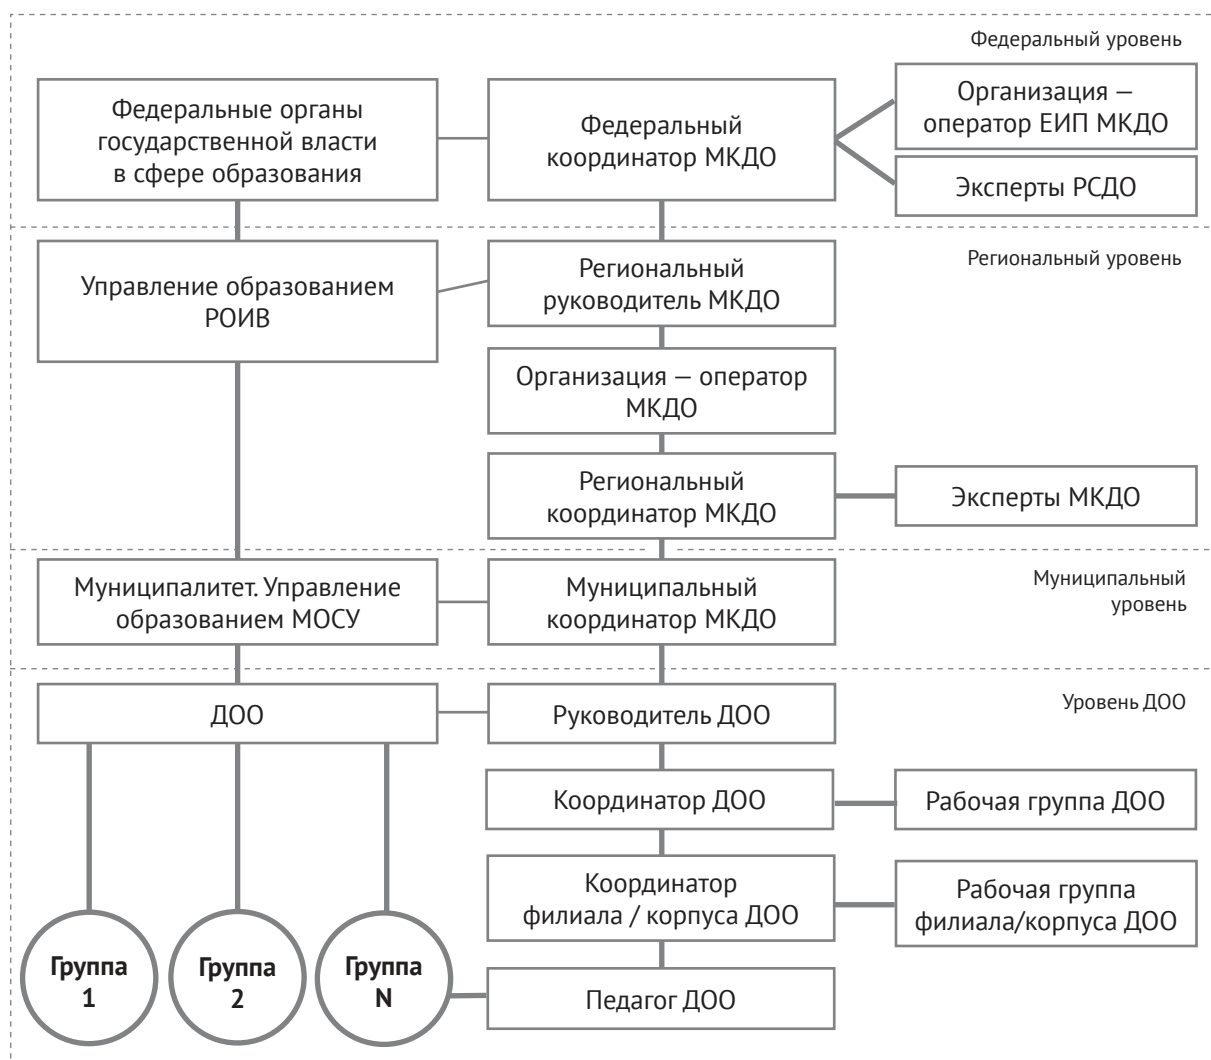 Федеральный уровень
Федеральные органы
государственной власти
в сфере образования
Федеральный
координатор МКДО
Организация —
оператор ЕИП МКДО
Эксперты РСДО
Региональный уровень
Управление образованием
РОИВ
Региональный
руководитель МКДО
Организация — оператор
МКДО
Региональный
координатор МКДО
Эксперты МКДО
Муниципальный
уровень
Муниципалитет. Управление
образованием МОСУ
Муниципальный
координатор МКДО
Уровень ДОО
ДОО
Руководитель ДОО
Координатор ДОО
Рабочая группа ДОО
Координатор
филиала / корпуса ДОО
Рабочая группа
филиала/корпуса ДОО
Группа
1
Группа
2
Группа
N
Педагог ДОО